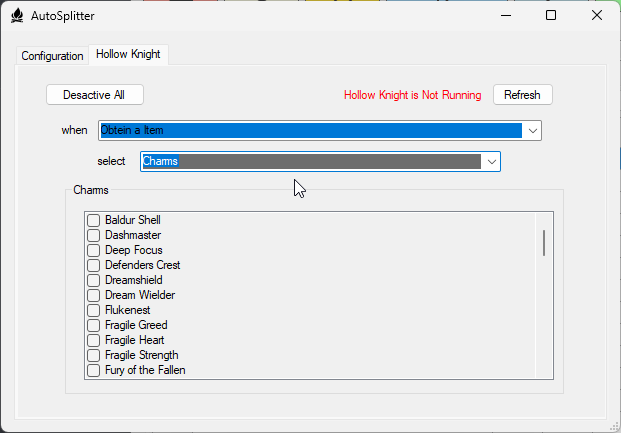 AutoSplitter
Configuration
Hollow Knight
Desactive All
Hollow Knight is Not Running
Refresh
when
Obtein a Item
select
Charms
Charms
Baldur Shell
Dashmaster
Deep Focus
Defenders Crest
Dreamshield
Dream Wielder
Flukenest
Fragile Greed
Fragile Heart
Fragile Strength
Fury of the Fallen